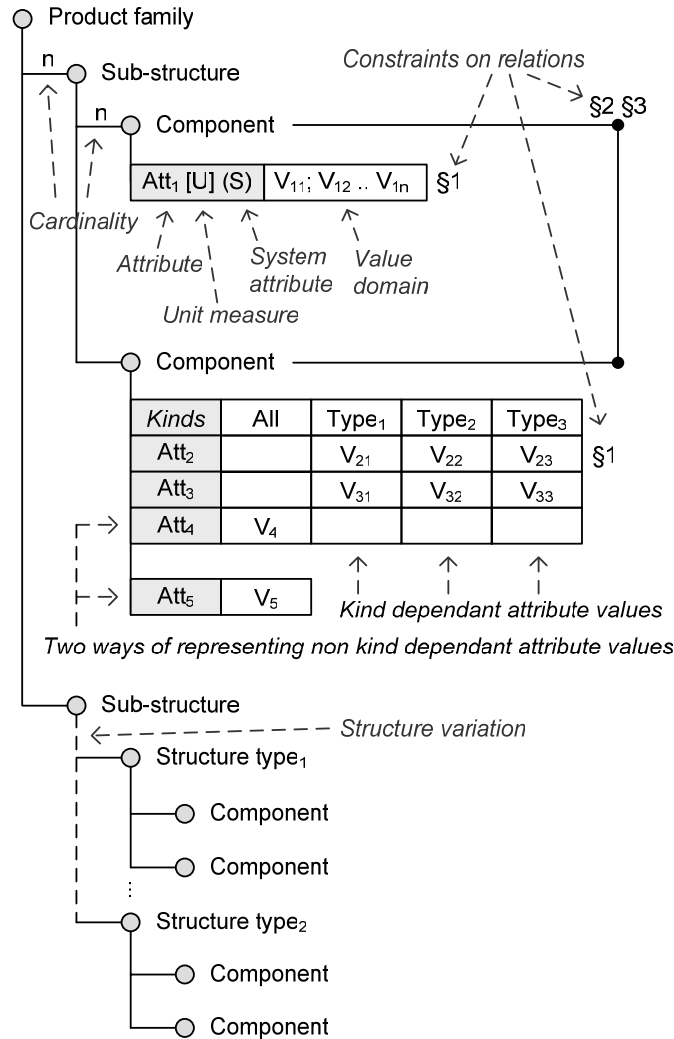 Product family
n
Sub-structure
Constraints on relations
§2 §3
n
Component
Att₁ [U] (S) V₁₁; V₁₂ .. V₁ₙ §1
Cardinality
Attribute
System attribute
Value domain
Unit measure
Component
Kinds All Type₁ Type₂ Type₃
Att₂ V₂₁ V₂₂ V₂₃ §1
Att₃ V₃₁ V₃₂ V₃₃
Att₄ V₄
Att₅ V₅
Kind dependant attribute values
Two ways of representing non kind dependant attribute values
Sub-structure
Structure variation
Structure type₁
Component
Component
⋮
Structure type₂
Component
Component